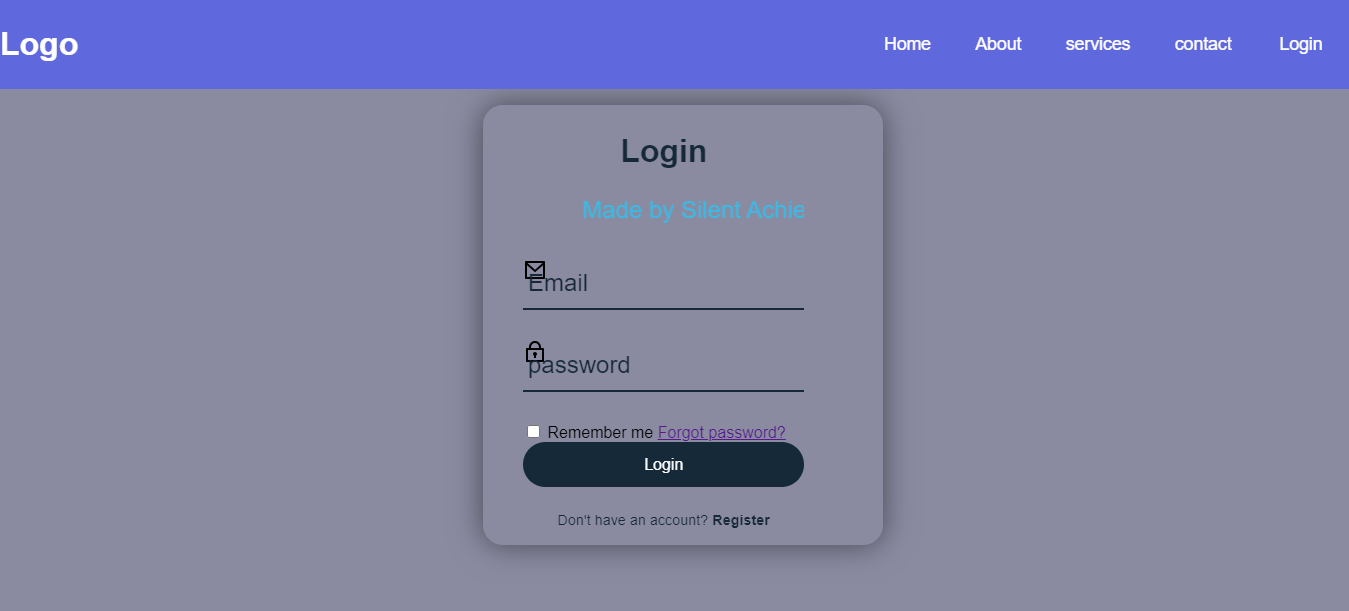 Logo Home About services contact Login
Login
Made by Silent Achie
Email
password
Remember me Forgot password?
Login
Don't have an account? Register